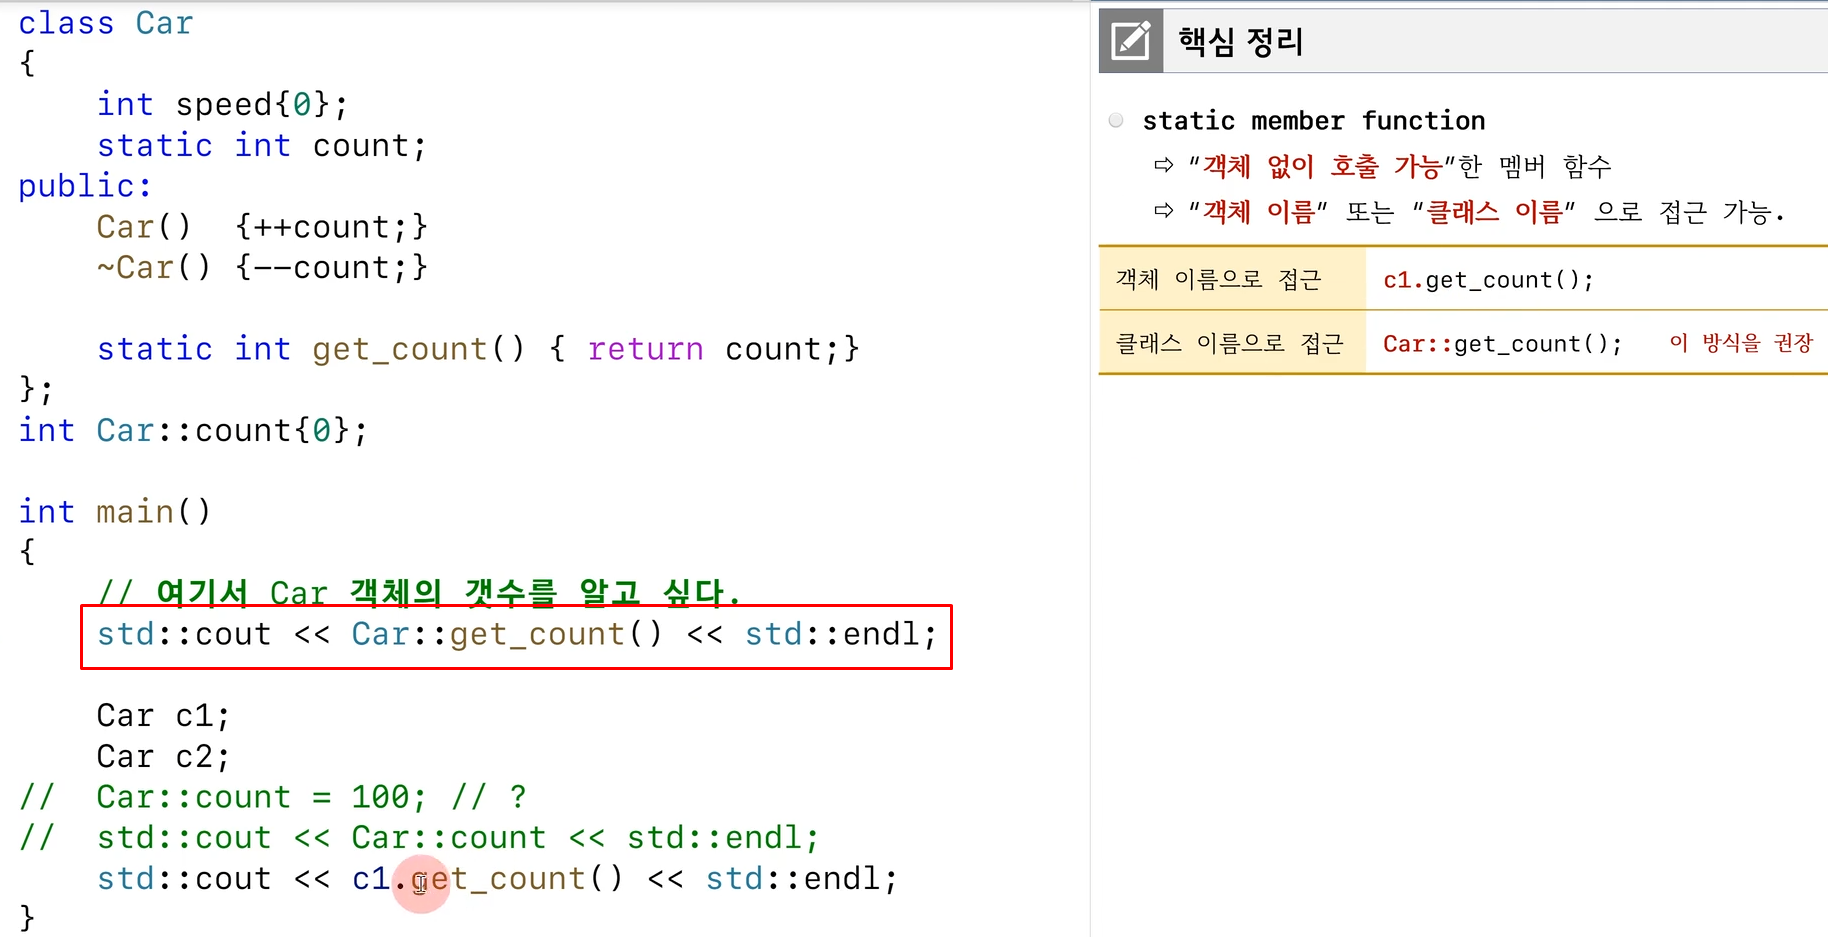 class Car
{
    int speed{0};
    static int count;
public:
    Car()  {++count;}
    ~Car() {--count;}

    static int get_count() { return count;}
};
int Car::count{0};

int main()
{
    // 여기서 Car 객체의 갯수를 알고 싶다.
    std::cout << Car::get_count() << std::endl;

    Car c1;
    Car c2;
//  Car::count = 100; // ?
//  std::cout << Car::count << std::endl;
    std::cout << c1.get_count() << std::endl;
}
핵심 정리
static member function
⇨ “객체 없이 호출 가능”한 멤버 함수
⇨ “객체 이름” 또는 “클래스 이름” 으로 접근 가능.
객체 이름으로 접근 c1.get_count();
클래스 이름으로 접근 Car::get_count(); 이 방식을 권장